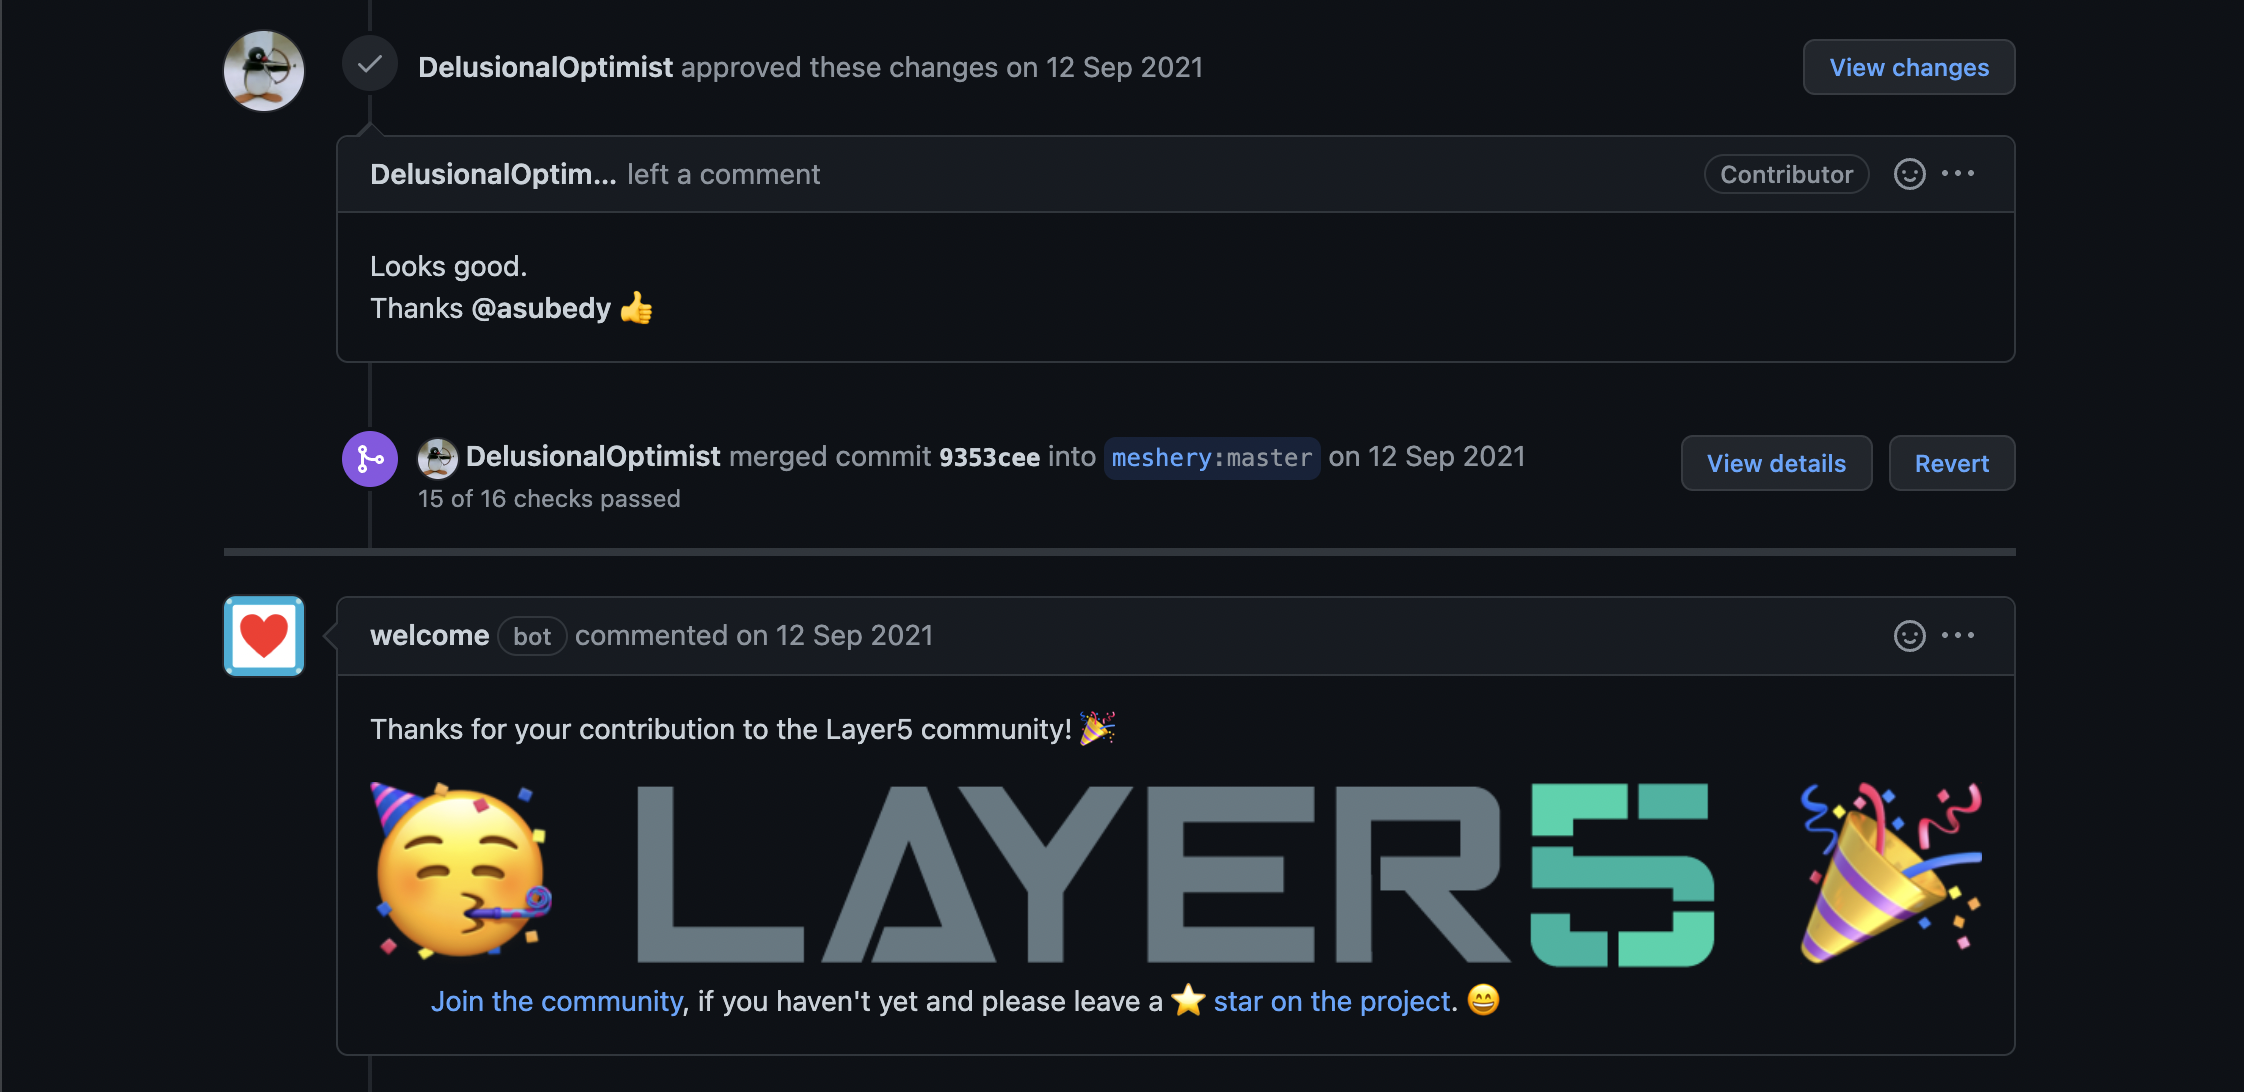 DelusionalOptimist approved these changes on 12 Sep 2021
View changes
DelusionalOptim... left a comment
Contributor
Looks good.
Thanks @asubedy 👍
DelusionalOptimist merged commit 9353cee into meshery:master on 12 Sep 2021
View details
Revert
15 of 16 checks passed
welcome bot commented on 12 Sep 2021
Thanks for your contribution to the Layer5 community! 🎉
LAYER5
Join the community, if you haven't yet and please leave a ⭐ star on the project. 😄